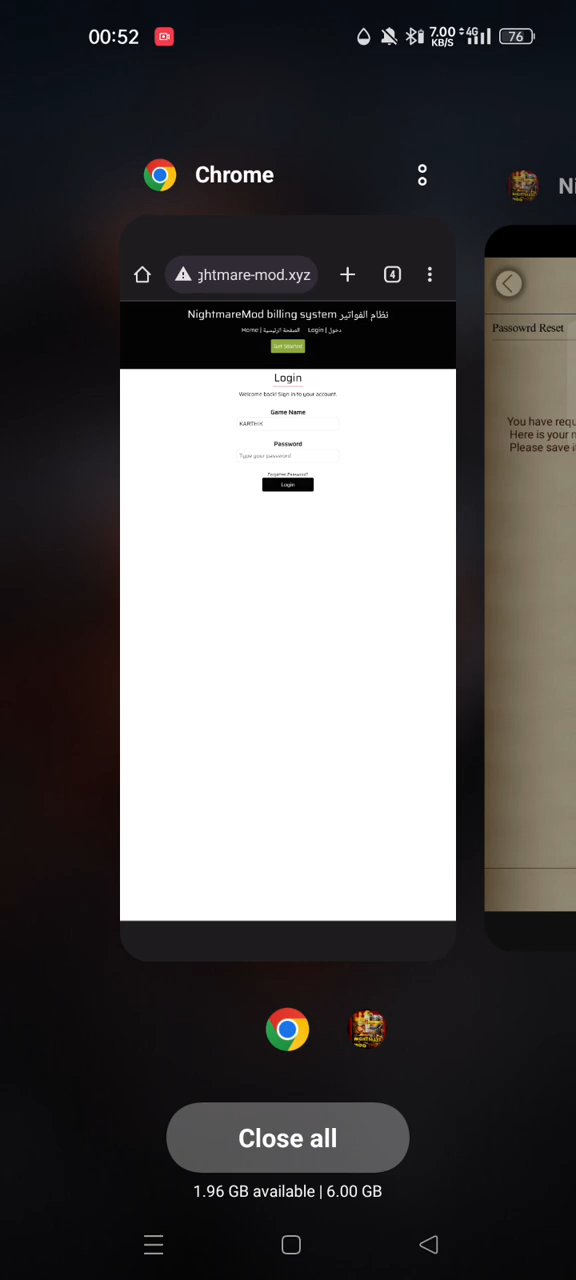 00:52
7.00 KB/S 4G 76
Chrome
Ni
ghtmare-mod.xyz
4
NightmareMod billing system نظام الفواتير
Home | الصفحة الرئيسية Login | دخول
Get Started
Login
Welcome back! Sign in to your account.
Game Name
KARTHIK
Password
Type your password
Forgotten Password?
Login
Passowrd Reset
You have requ
Here is your n
Please save i
Close all
1.96 GB available | 6.00 GB